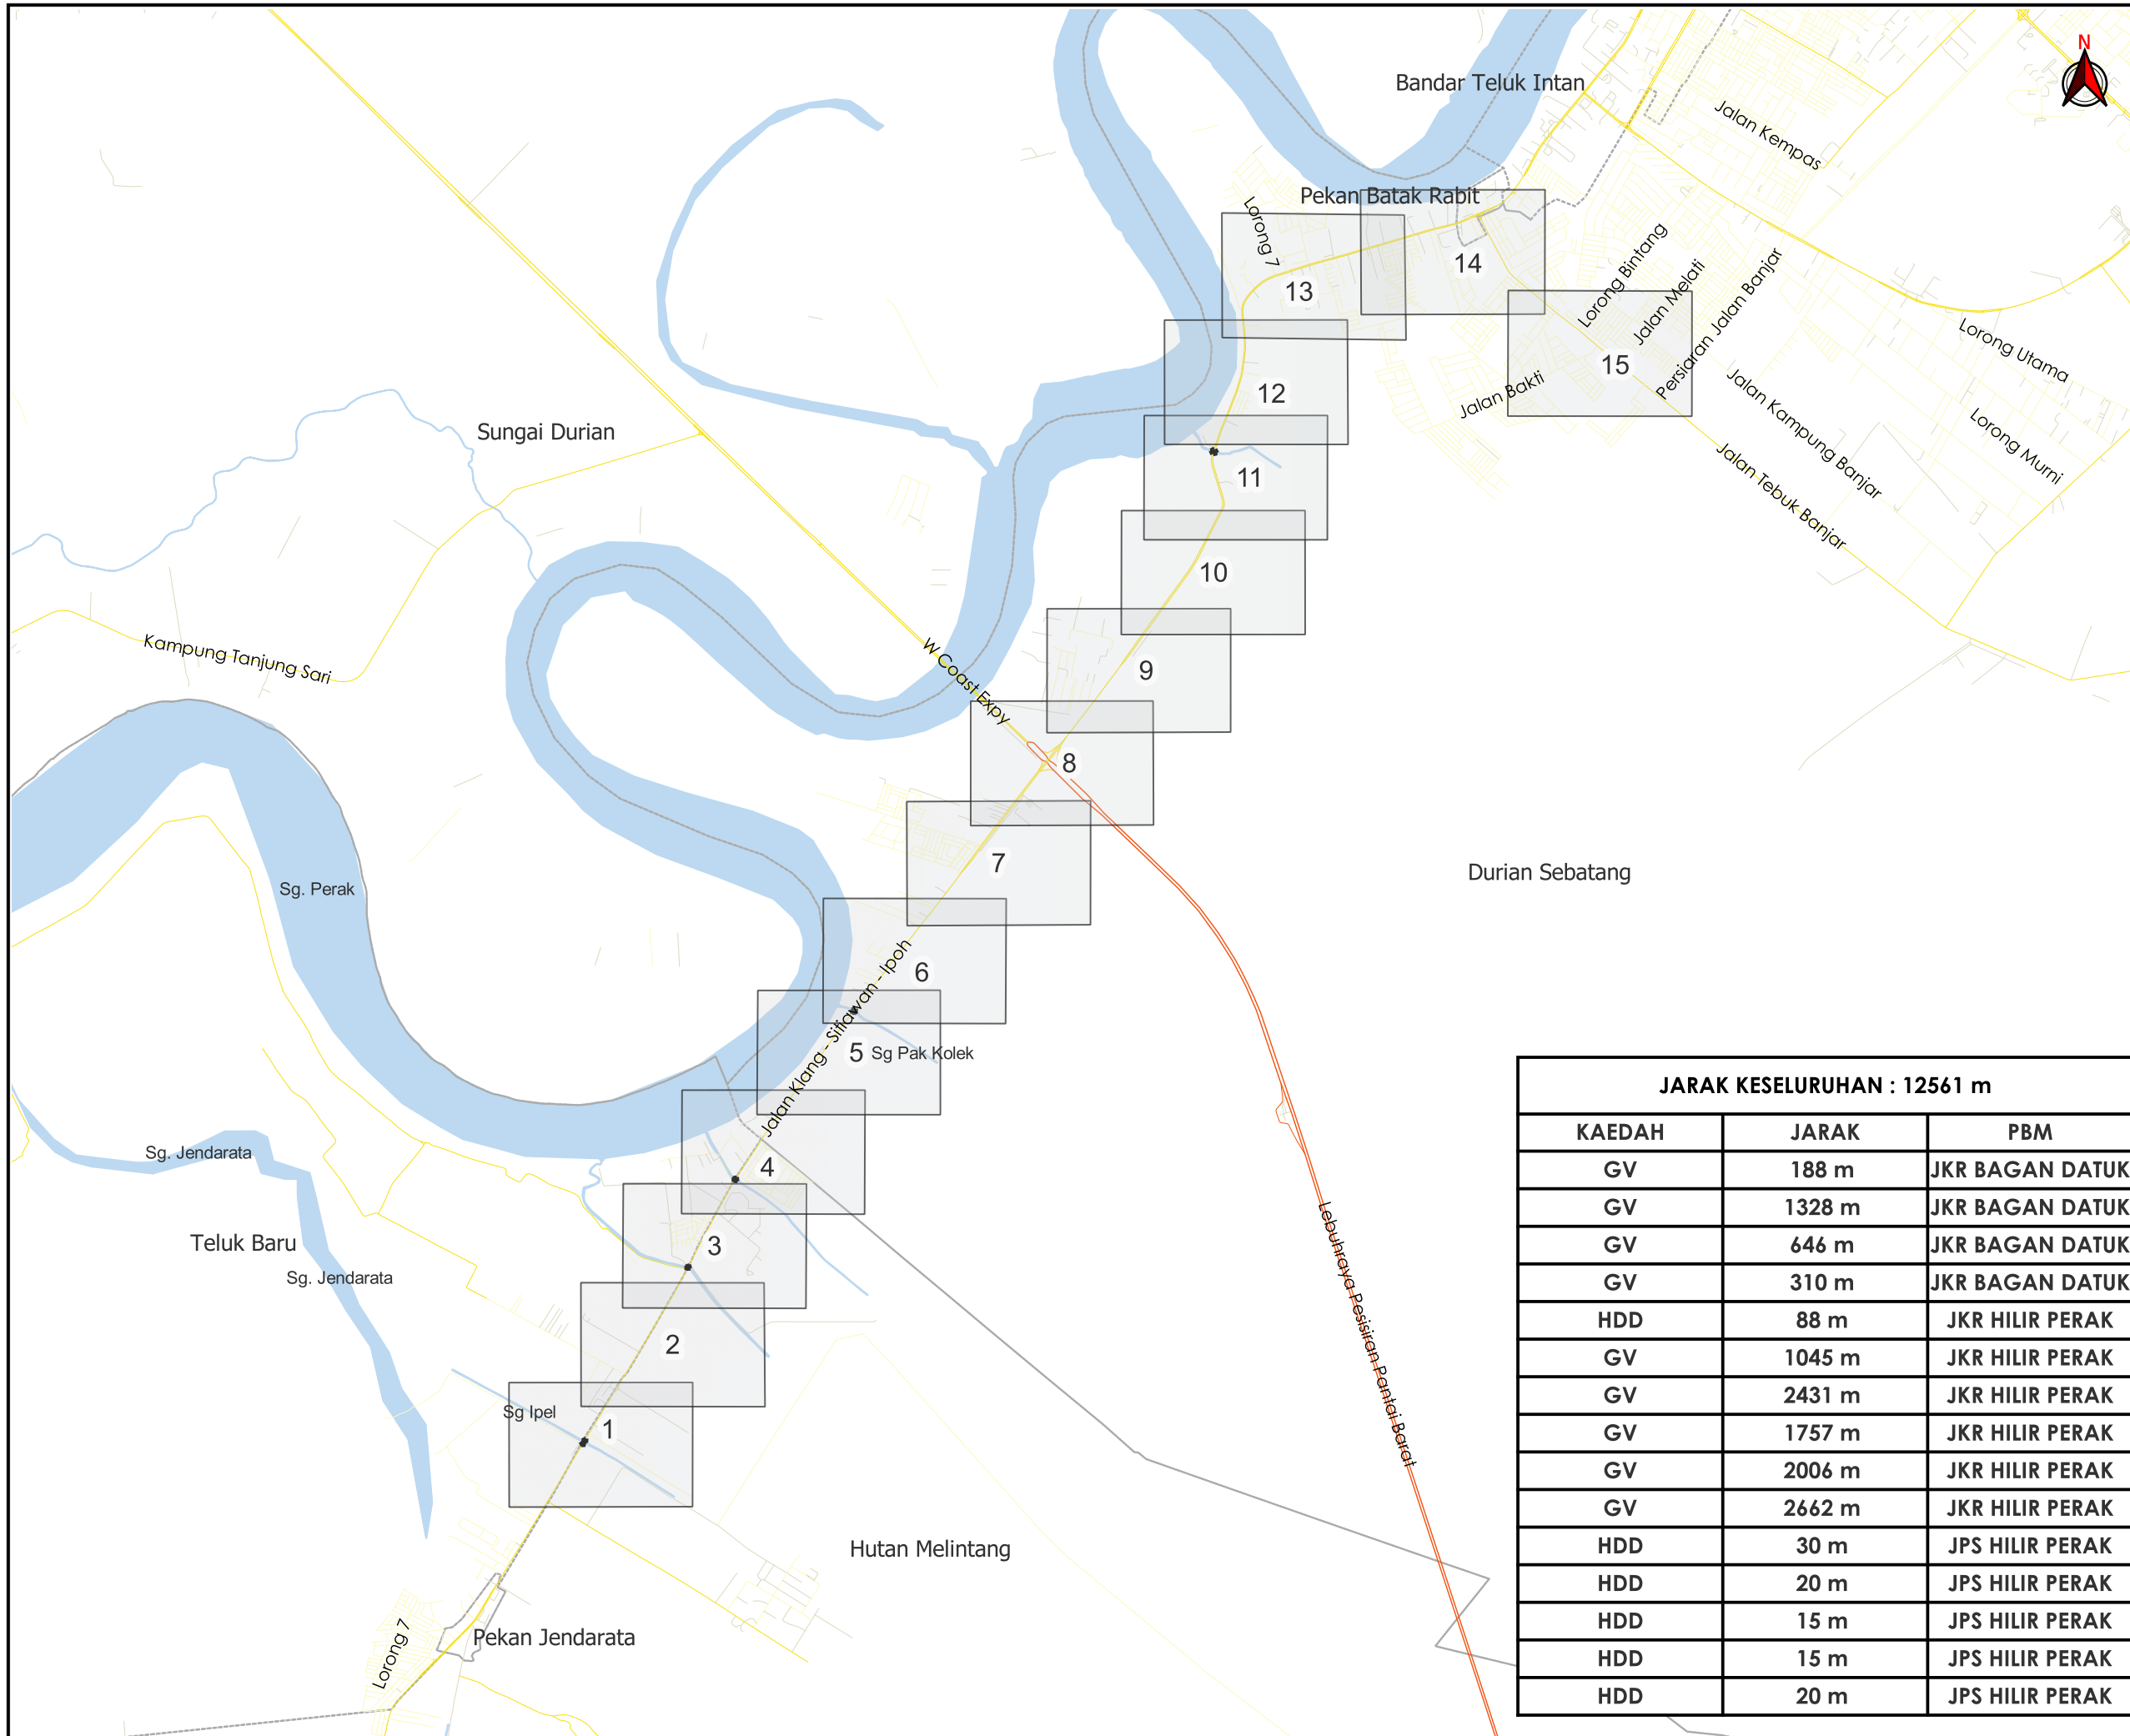 N
Bandar Teluk Intan
Jalan Kempas
Pekan Batak Rabit
Lorong 7
14
13
Lorong Bintang
Jalan Melati
Persiaran Jalan Banjar
Lorong Utama
15
12
Jalan Bakti
Jalan Kampung Banjar
Lorong Murni
Sungai Durian
Jalan Tebuk Banjar
11
10
Kampung Tanjung Sari
W Coast Expy
9
8
7
Durian Sebatang
Sg. Perak
6
Jalan Klang - Sitiawan - Ipoh
5
Sg Pak Kolek
Sg. Jendarata
4
Teluk Baru
3
Sg. Jendarata
Lebuhraya Pesisiran Pantai Barat
2
Sg Ipel
1
Hutan Melintang
Pekan Jendarata
Lorong 7
JARAK KESELURUHAN : 12561 m
KAEDAH JARAK PBM
GV 188 m JKR BAGAN DATUK
GV 1328 m JKR BAGAN DATUK
GV 646 m JKR BAGAN DATUK
GV 310 m JKR BAGAN DATUK
HDD 88 m JKR HILIR PERAK
GV 1045 m JKR HILIR PERAK
GV 2431 m JKR HILIR PERAK
GV 1757 m JKR HILIR PERAK
GV 2006 m JKR HILIR PERAK
GV 2662 m JKR HILIR PERAK
HDD 30 m JPS HILIR PERAK
HDD 20 m JPS HILIR PERAK
HDD 15 m JPS HILIR PERAK
HDD 15 m JPS HILIR PERAK
HDD 20 m JPS HILIR PERAK